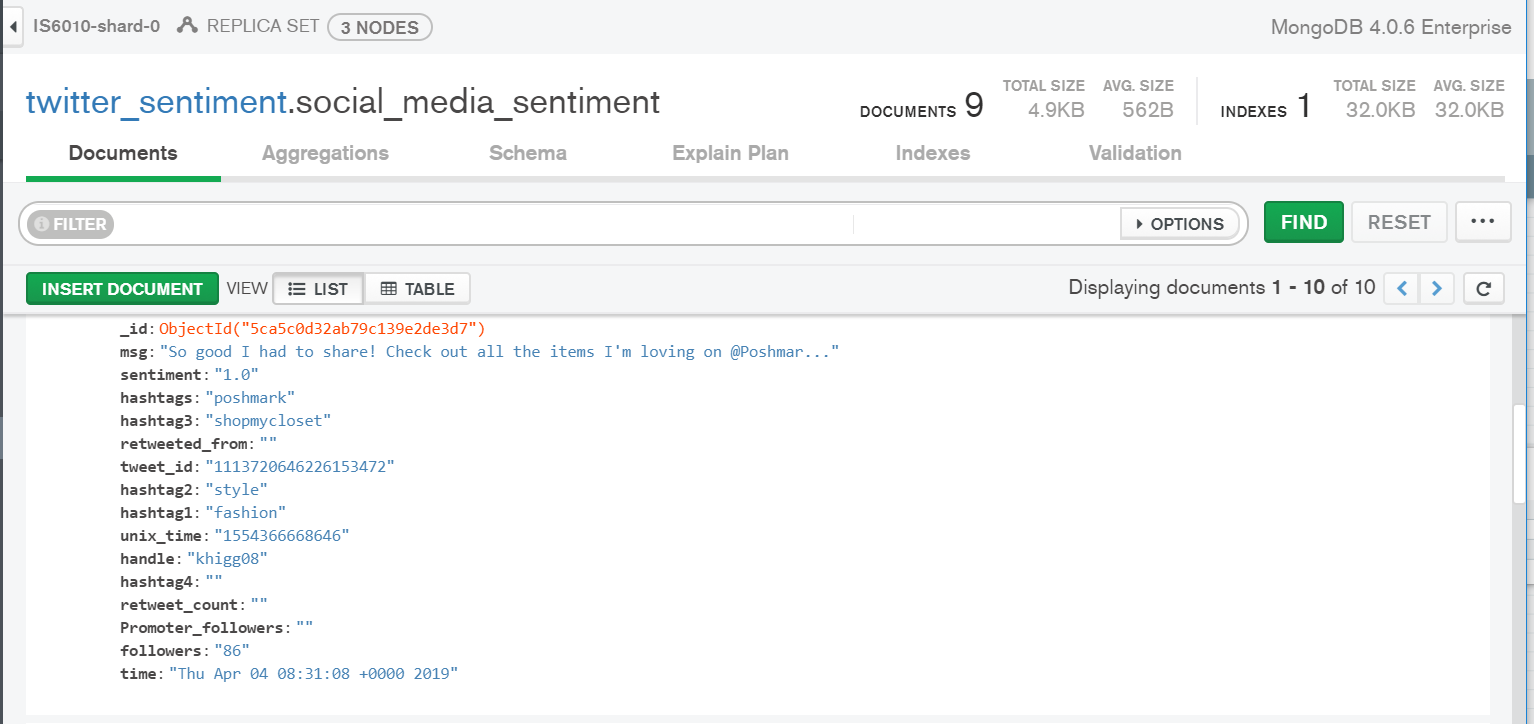 IS6010-shard-0 REPLICA SET 3 NODES MongoDB 4.0.6 Enterprise
twitter_sentiment.social_media_sentiment
DOCUMENTS 9 TOTAL SIZE 4.9KB AVG. SIZE 562B INDEXES 1 TOTAL SIZE 32.0KB AVG. SIZE 32.0KB
Documents Aggregations Schema Explain Plan Indexes Validation
FILTER OPTIONS FIND RESET ...
INSERT DOCUMENT VIEW LIST TABLE Displaying documents 1 - 10 of 10
_id: ObjectId("5ca5c0d32ab79c139e2de3d7")
msg: "So good I had to share! Check out all the items I'm loving on @Poshmar..."
sentiment: "1.0"
hashtags: "poshmark"
hashtag3: "shopmycloset"
retweeted_from: ""
tweet_id: "1113720646226153472"
hashtag2: "style"
hashtag1: "fashion"
unix_time: "1554366668646"
handle: "khigg08"
hashtag4: ""
retweet_count: ""
Promoter_followers: ""
followers: "86"
time: "Thu Apr 04 08:31:08 +0000 2019"